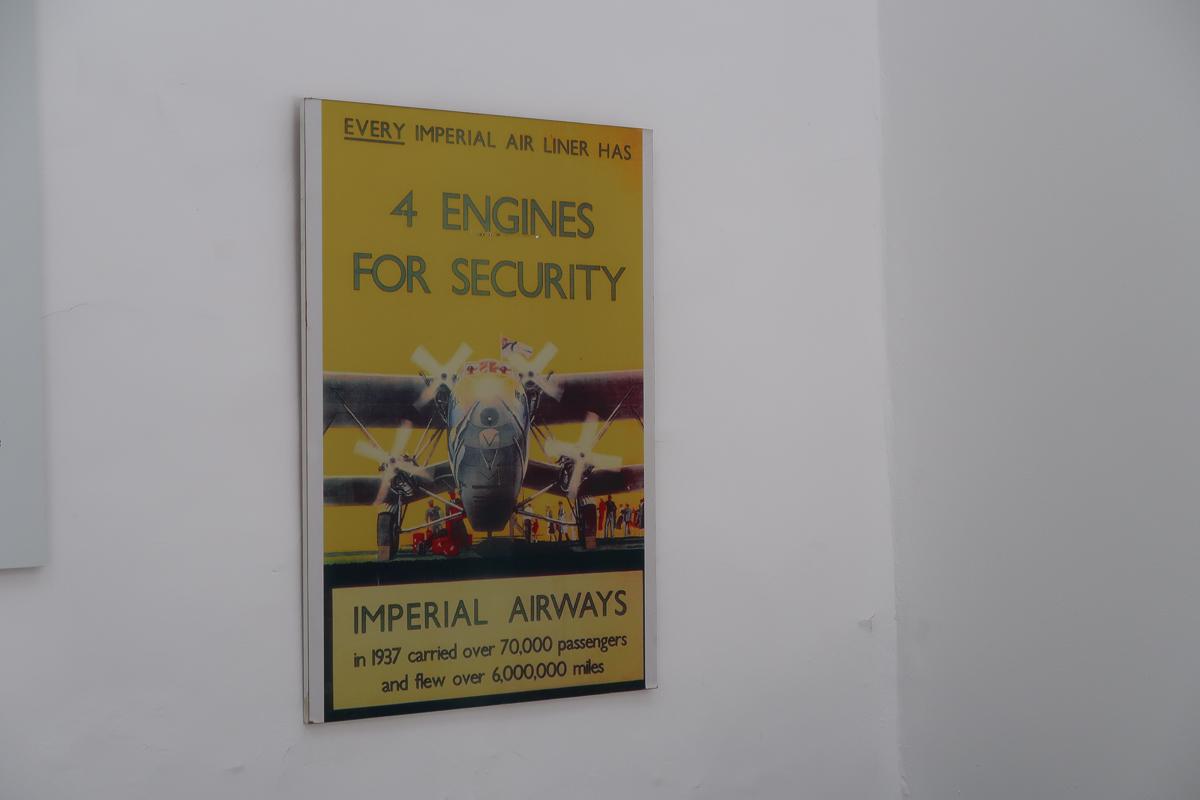 EVERY IMPERIAL AIR LINER HAS
4 ENGINES
FOR SECURITY
IMPERIAL AIRWAYS
in 1937 carried over 70,000 passengers
and flew over 6,000,000 miles